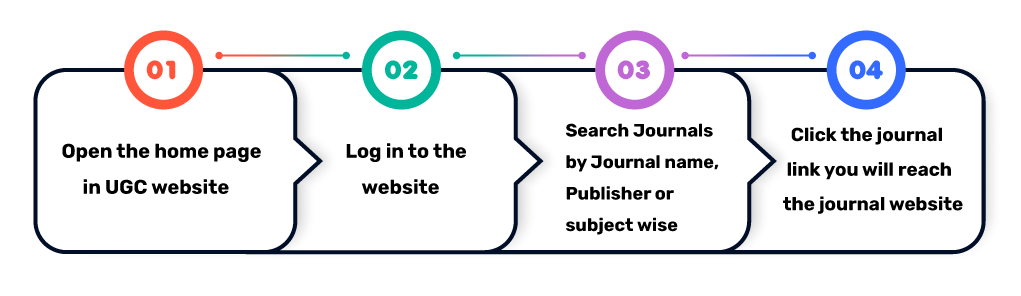 01
Open the home page
in UGC website
02
Log in to the
website
03
Search Journals
by Journal name,
Publisher or
subject wise
04
Click the journal
link you will reach
the journal website